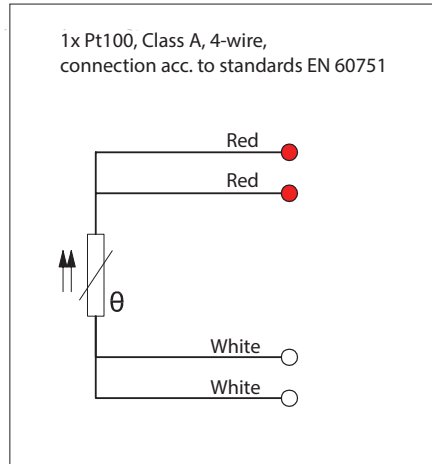 1x Pt100, Class A, 4-wire,
connection acc. to standards EN 60751
Red
Red
θ
White
White